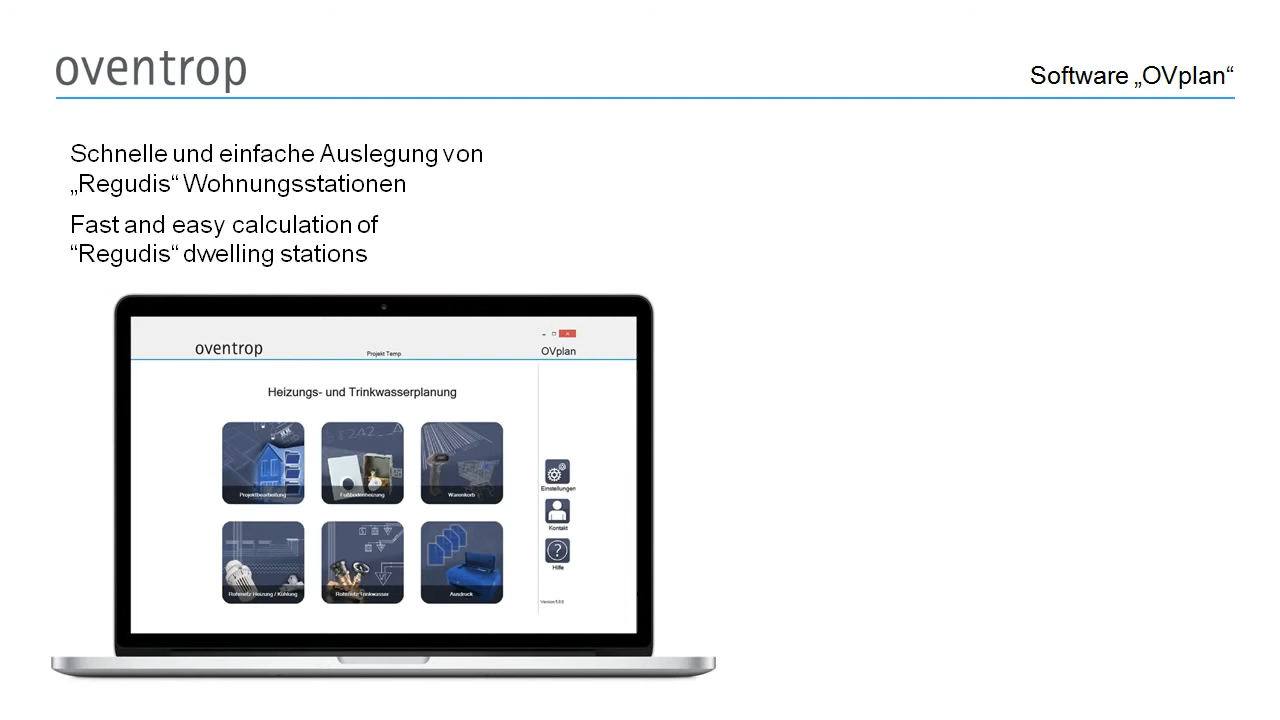 oventrop
Software „OVplan“
Schnelle und einfache Auslegung von
„Regudis“ Wohnungsstationen
Fast and easy calculation of
“Regudis“ dwelling stations
oventrop
Projekt Temp
OVplan
Heizungs- und Trinkwasserplanung
Projektbearbeitung
Fußbodenheizung
Warenkorb
Einstellungen
Kontakt
Rohrnetz Heizung / Kühlung
Rohrnetz Trinkwasser
Ausdruck
Hilfe